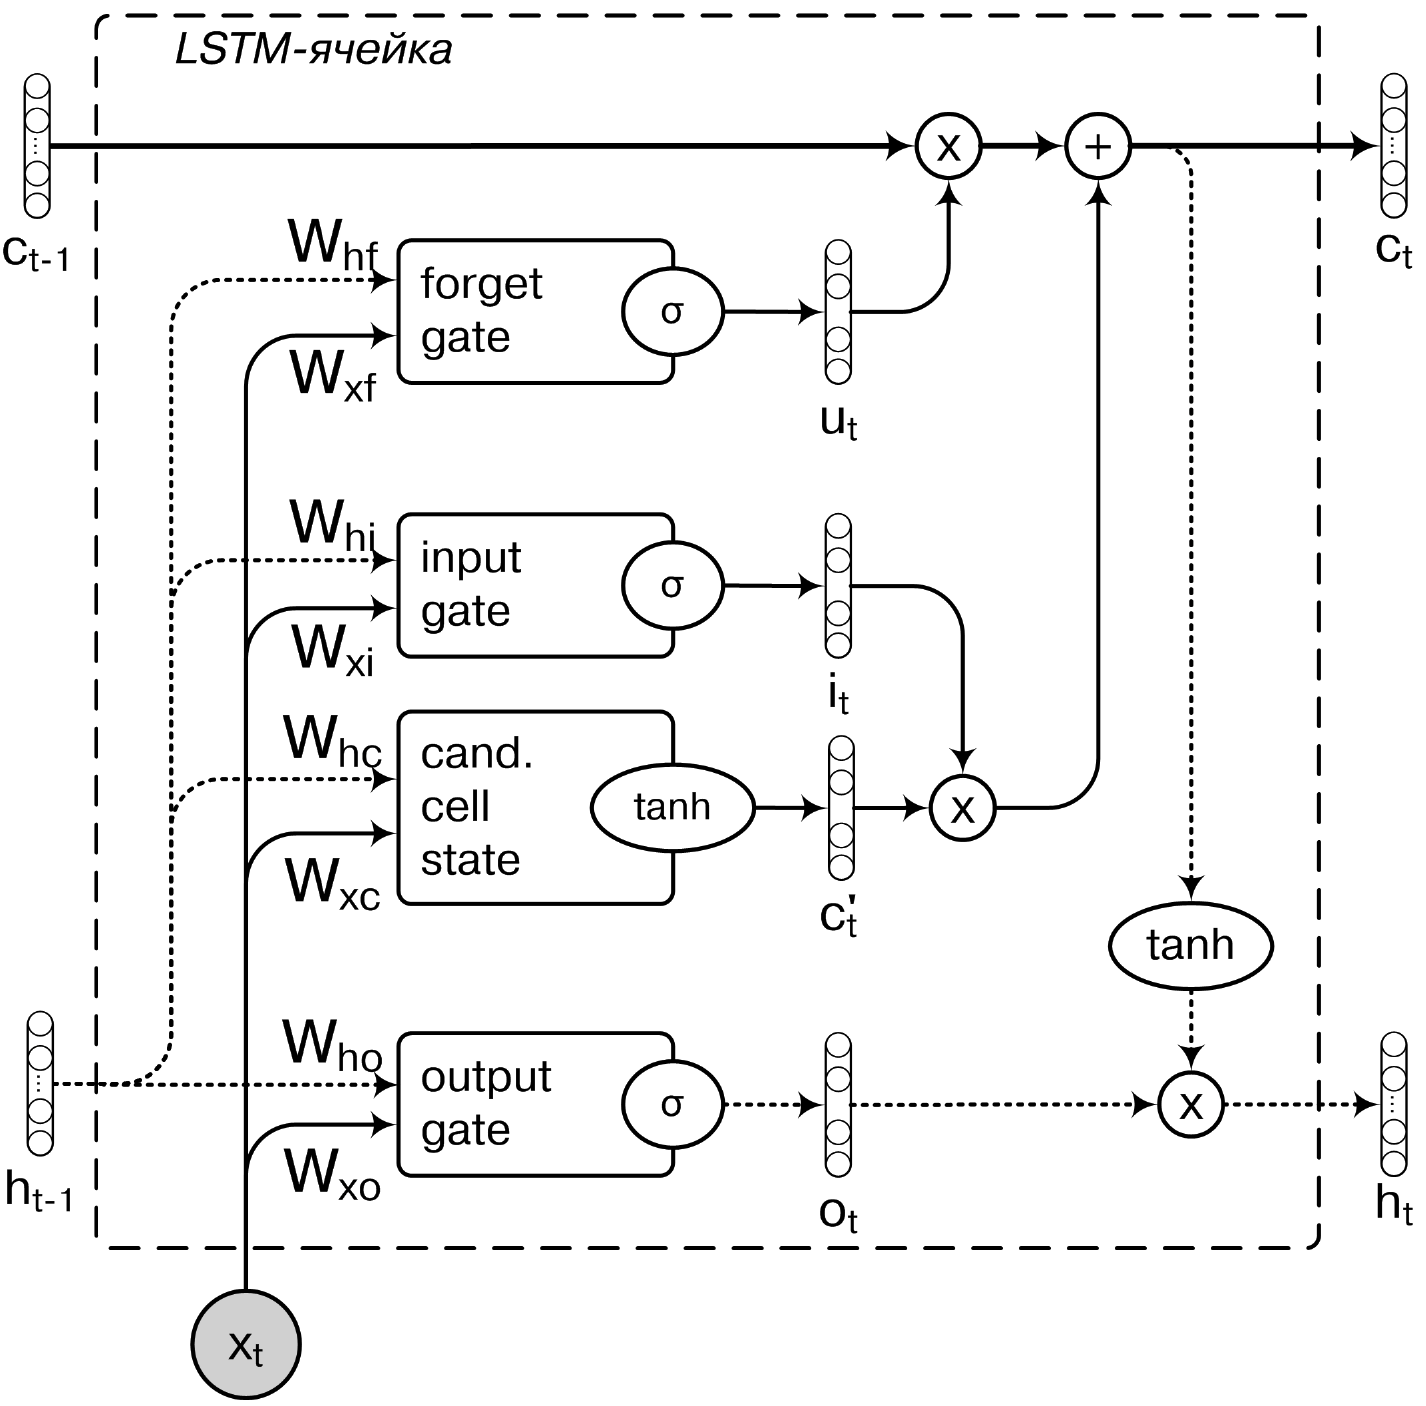 LSTM-ячейка
x
+
c t-1
c t
W hf
forget
gate
σ
W xf
u t
W hi
input
gate
σ
W xi
i t
W hc
cand.
cell
state
tanh
x
W xc
c' t
tanh
W ho
output
gate
σ
x
W xo
h t-1
o t
h t
x t